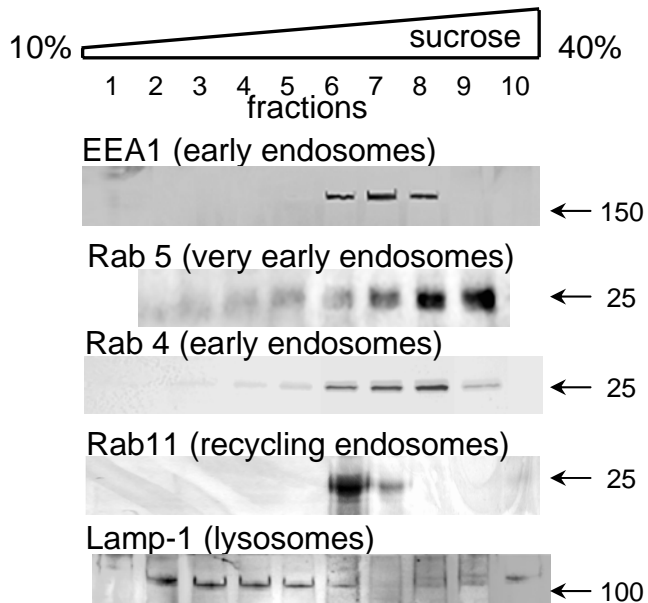 sucrose
10% 40%
1 2 3 4 5 6 7 8 9 10
fractions
EEA1 (early endosomes)
← 150
Rab 5 (very early endosomes)
← 25
Rab 4 (early endosomes)
← 25
Rab11 (recycling endosomes)
← 25
Lamp-1 (lysosomes)
← 100